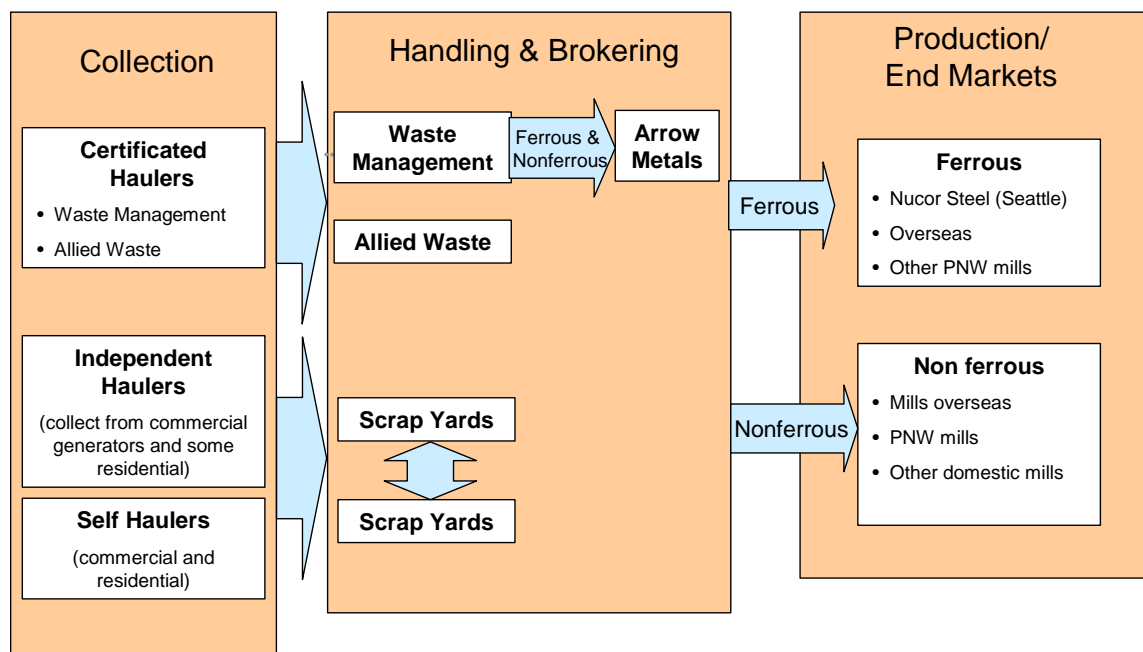 Collection
Certificated
Haulers
• Waste Management
• Allied Waste
Independent
Haulers
(collect from commercial
generators and some
residential)
Self Haulers
(commercial and
residential)
Handling & Brokering
Waste
Management
Ferrous &
Nonferrous
Arrow
Metals
Allied Waste
Scrap Yards
Scrap Yards
Ferrous
Nonferrous
Production/
End Markets
Ferrous
• Nucor Steel (Seattle)
• Overseas
• Other PNW mills
Non ferrous
• Mills overseas
• PNW mills
• Other domestic mills